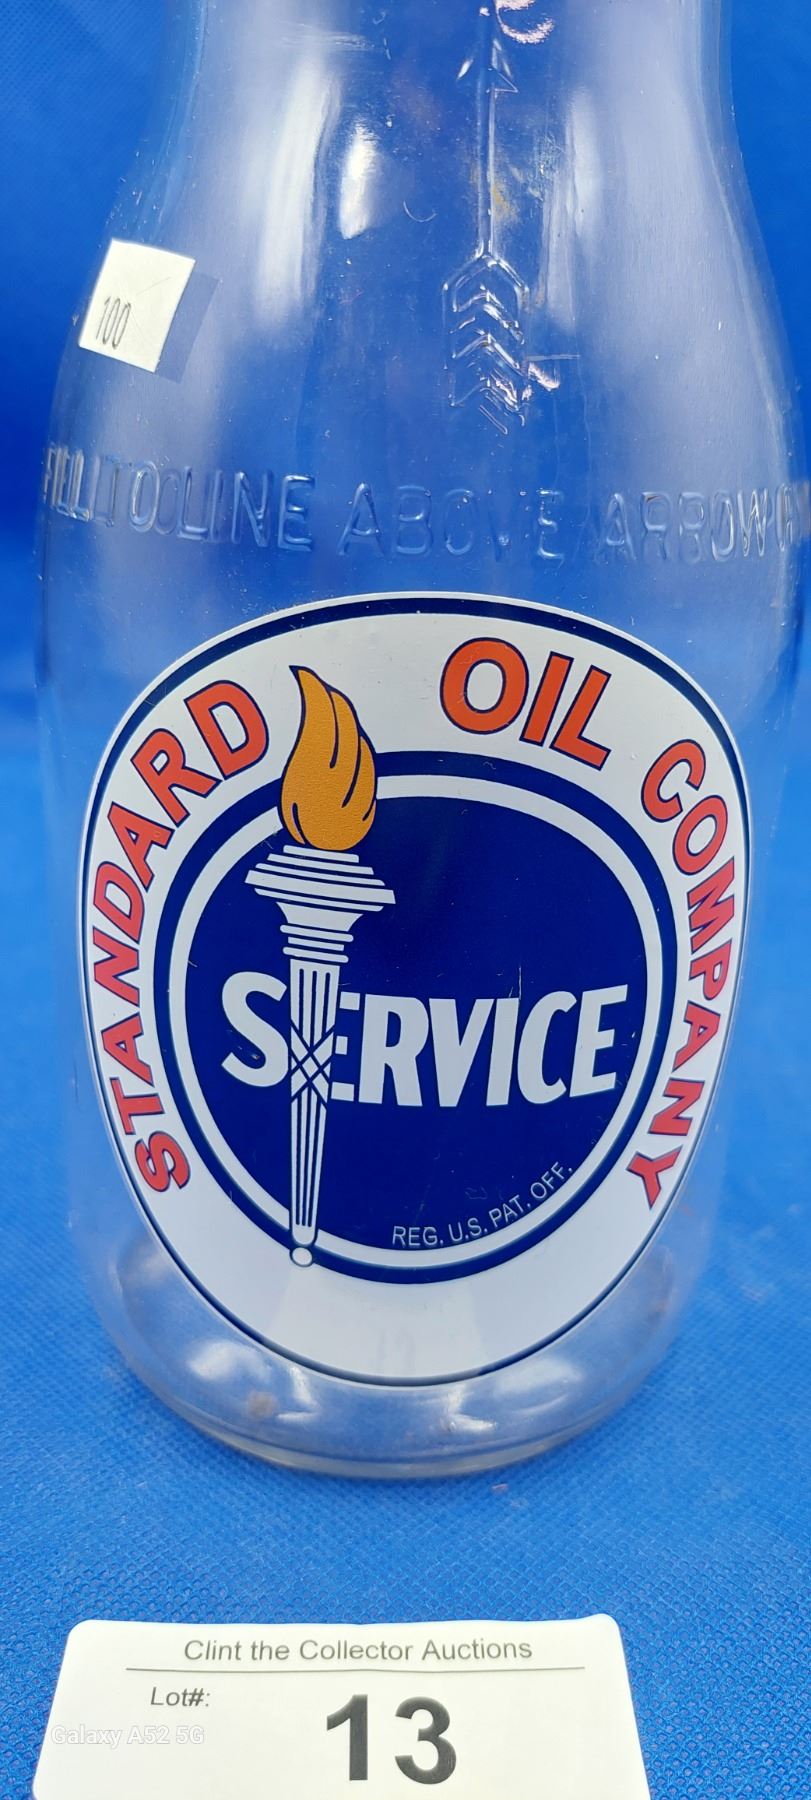 100
FILL TO LINE ABOVE ARROW
STANDARD OIL COMPANY
SERVICE
REG. U.S. PAT. OFF.
Clint the Collector Auctions
Lot#:
13
Galaxy A52 5G